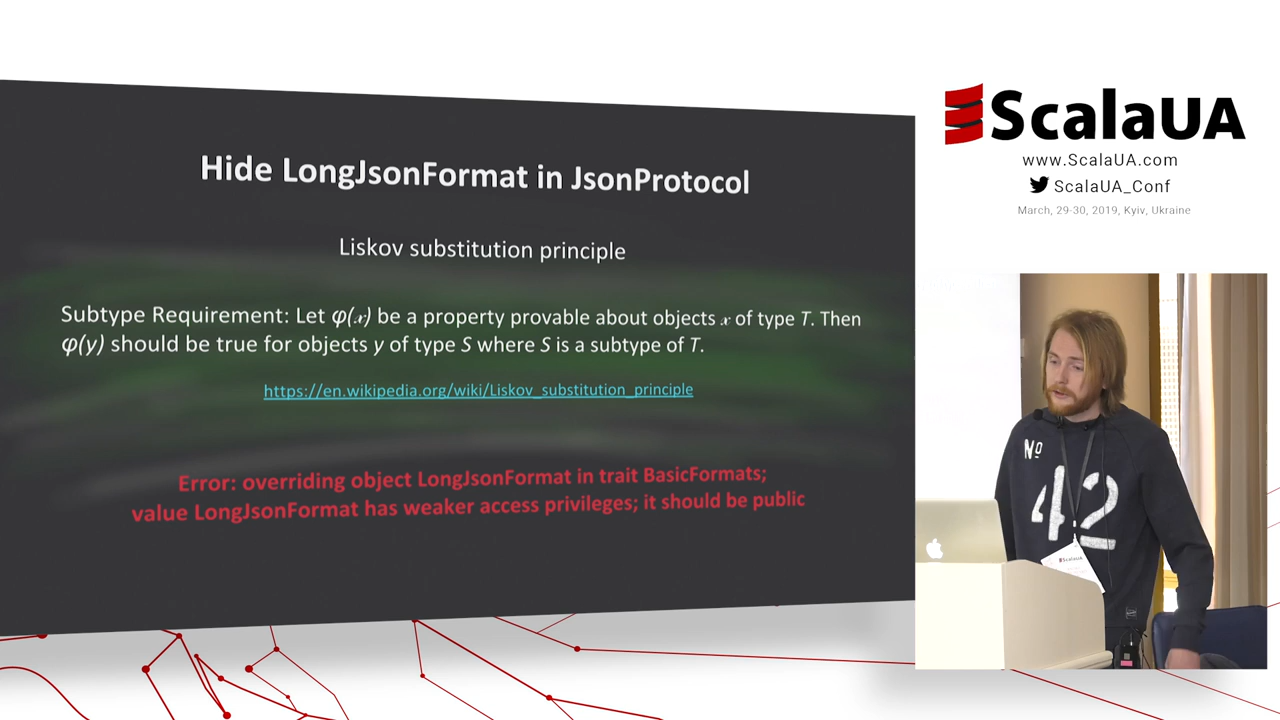 Hide LongJsonFormat in JsonProtocol
Liskov substitution principle
Subtype Requirement: Let φ(x) be a property provable about objects x of type T. Then
φ(y) should be true for objects y of type S where S is a subtype of T.
https://en.wikipedia.org/wiki/Liskov_substitution_principle
Error: overriding object LongJsonFormat in trait BasicFormats;
value LongJsonFormat has weaker access privileges; it should be public
ScalaUA
www.ScalaUA.com
ScalaUA_Conf
March, 29-30, 2019, Kyiv, Ukraine
No
42
ScalaUA